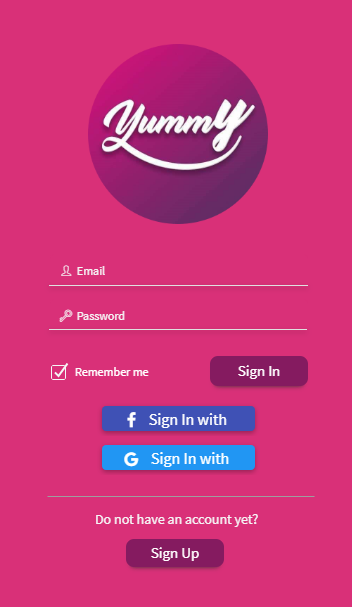 Yummy
Email
Password
Remember me
Sign In
f Sign In with
G Sign In with
Do not have an account yet?
Sign Up